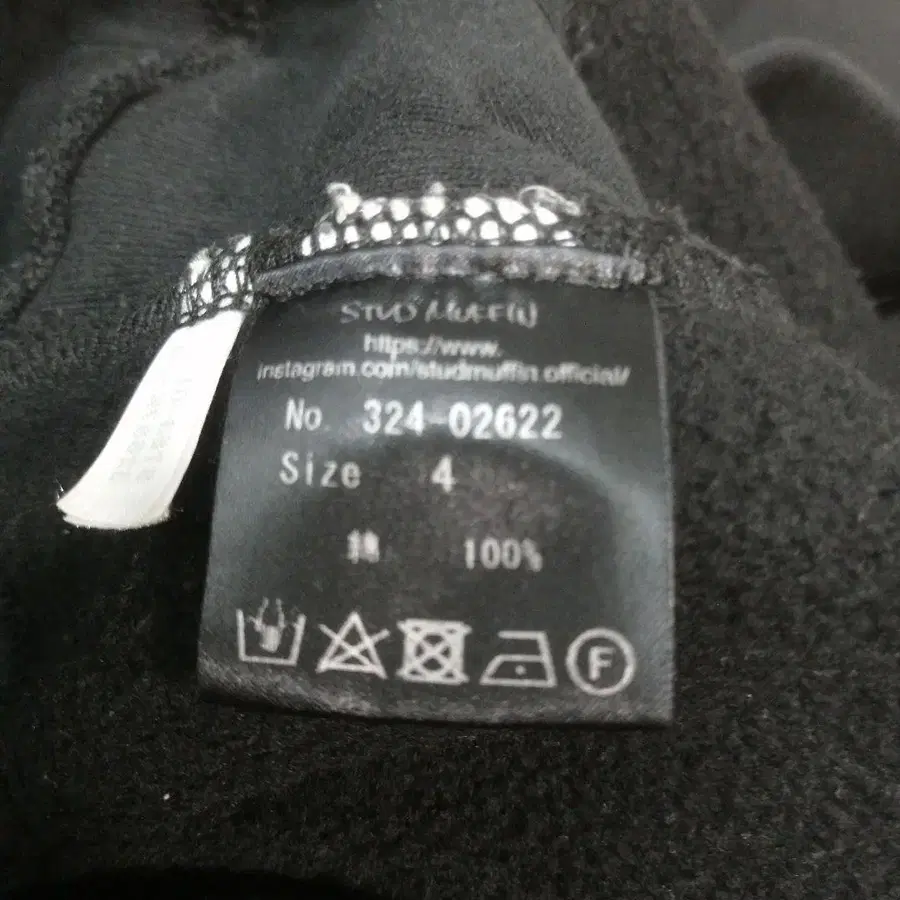 STUD MUFFIN
https://www.
instagram.com/studmuffin.official/
No. 324-02622
Size 4
綿 100%
F